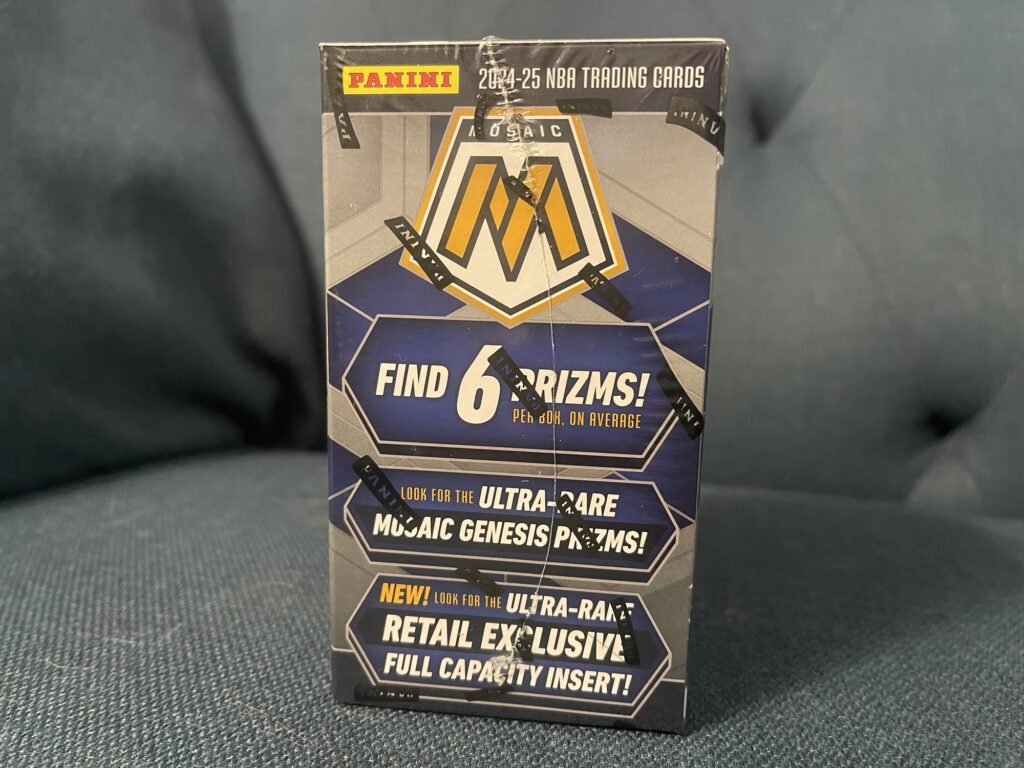 PANINI 2024-25 NBA TRADING CARDS
MOSAIC
M
PANINI
FIND 6 PRIZMS!
PER BOX, ON AVERAGE
LOOK FOR THE ULTRA-RARE
MOSAIC GENESIS PRIZMS!
NEW! LOOK FOR THE ULTRA-RARE
RETAIL EXCLUSIVE
FULL CAPACITY INSERT!